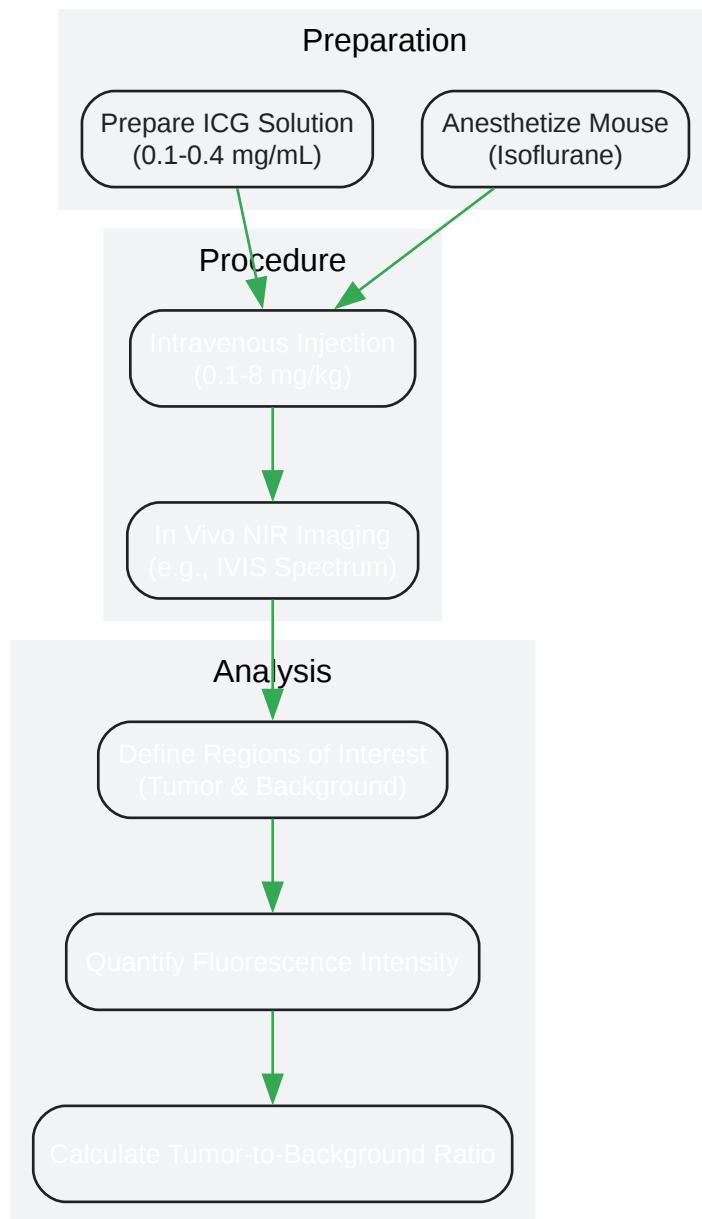 Preparation
Prepare ICG Solution
(0.1-0.4 mg/mL)
Anesthetize Mouse
(Isoflurane)
Procedure
Intravenous Injection
(0.1-8 mg/kg)
In Vivo NIR Imaging
(e.g., IVIS Spectrum)
Analysis
Define Regions of Interest
(Tumor & Background)
Quantify Fluorescence Intensity
Calculate Tumor-to-Background Ratio